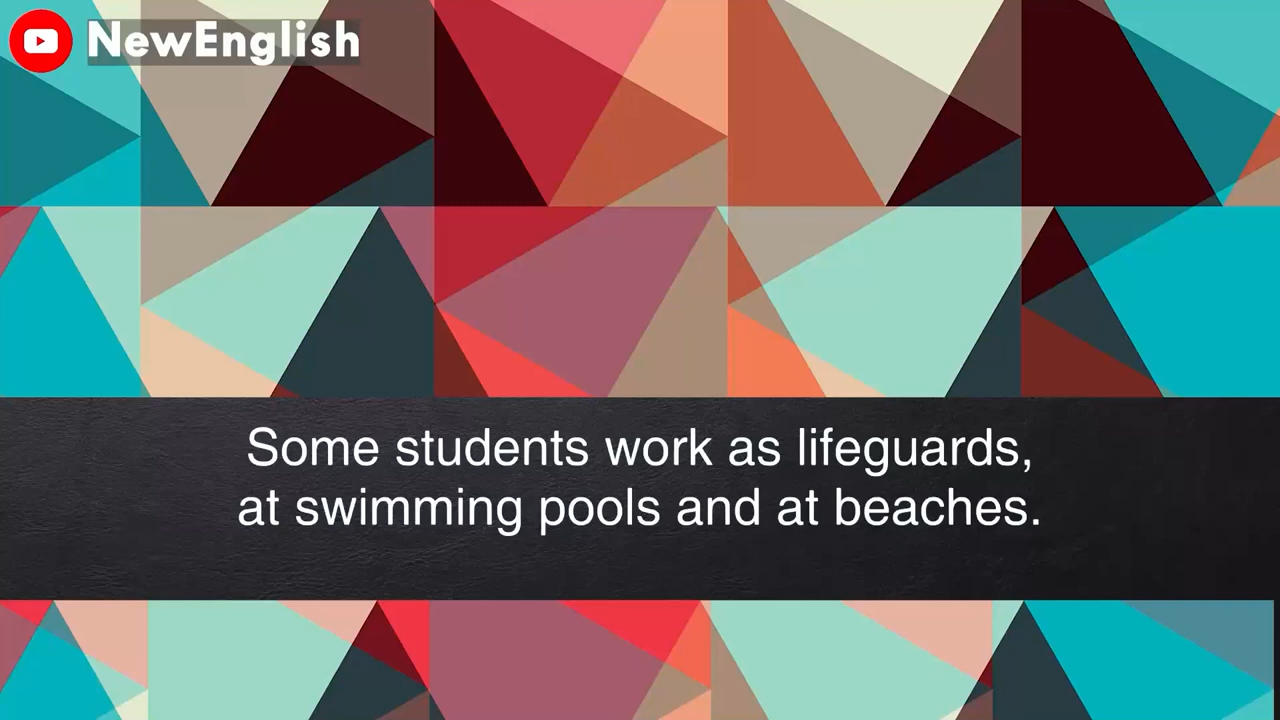 NewEnglish
Some students work as lifeguards,
at swimming pools and at beaches.